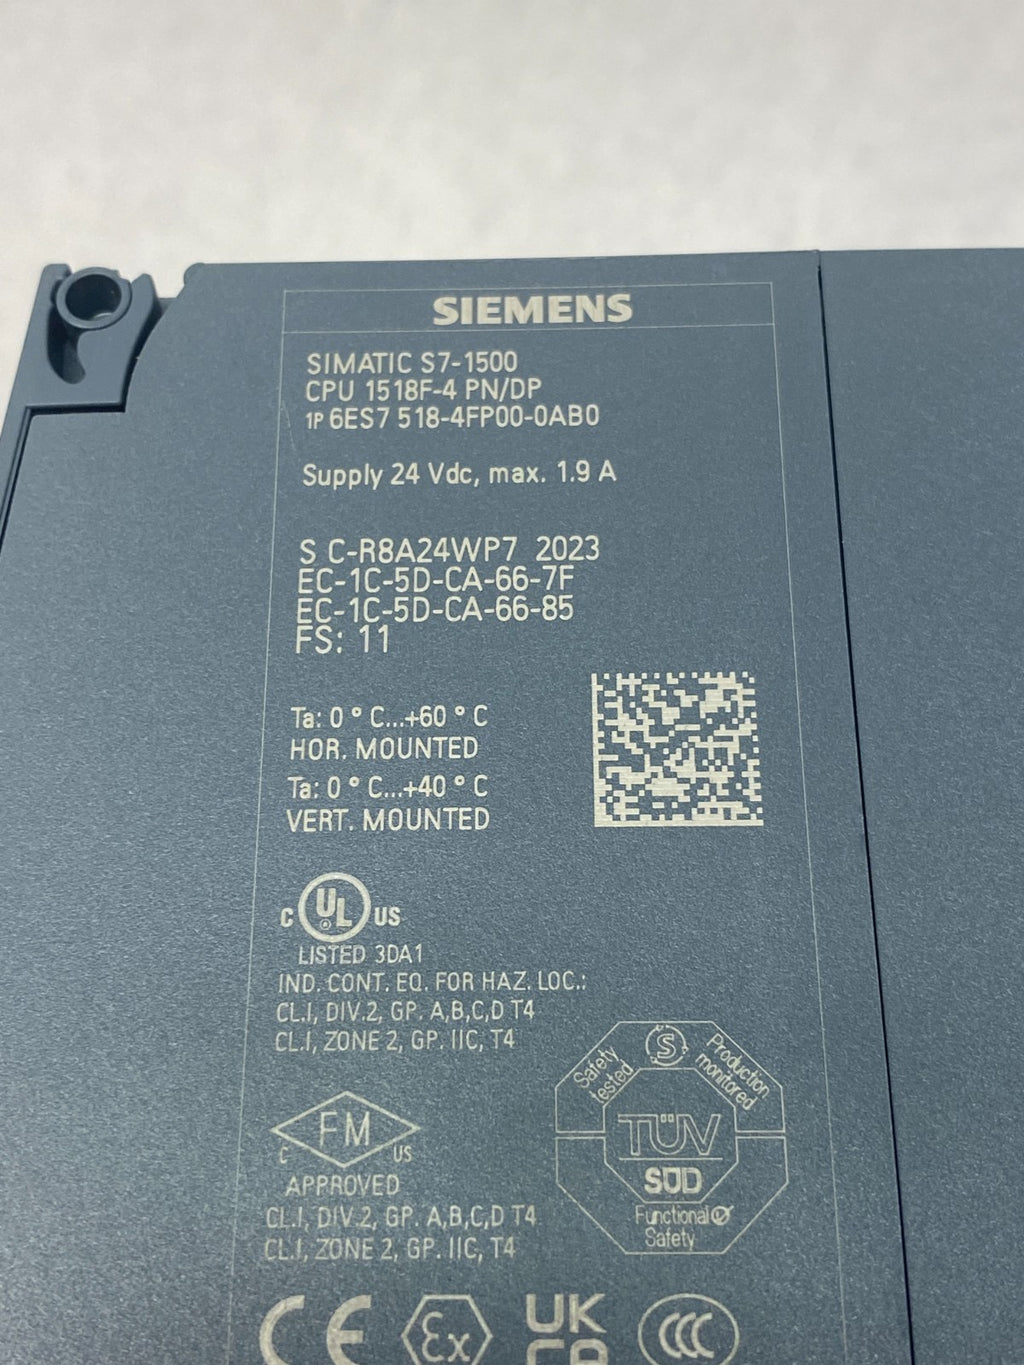 SIEMENS
SIMATIC S7-1500
CPU 1518F-4 PN/DP
1P 6ES7 518-4FP00-0AB0
Supply 24 Vdc, max. 1.9 A
S C-R8A24WP7 2023
EC-1C-5D-CA-66-7F
EC-1C-5D-CA-66-85
FS: 11
Ta: 0 ° C...+60 ° C
HOR. MOUNTED
Ta: 0 ° C...+40 ° C
VERT. MOUNTED
C UL US
LISTED 3DA1
IND. CONT. EQ. FOR HAZ. LOC.:
CL.I, DIV.2, GP. A,B,C,D T4
CL.I, ZONE 2, GP. IIC, T4
FM
C US
APPROVED
CL.I, DIV.2, GP. A,B,C,D T4
CL.I, ZONE 2, GP. IIC, T4
Safety tested
S
Production monitored
TÜV
SÜD
Functional
Safety
CE
Ex
UK
CA
CCC